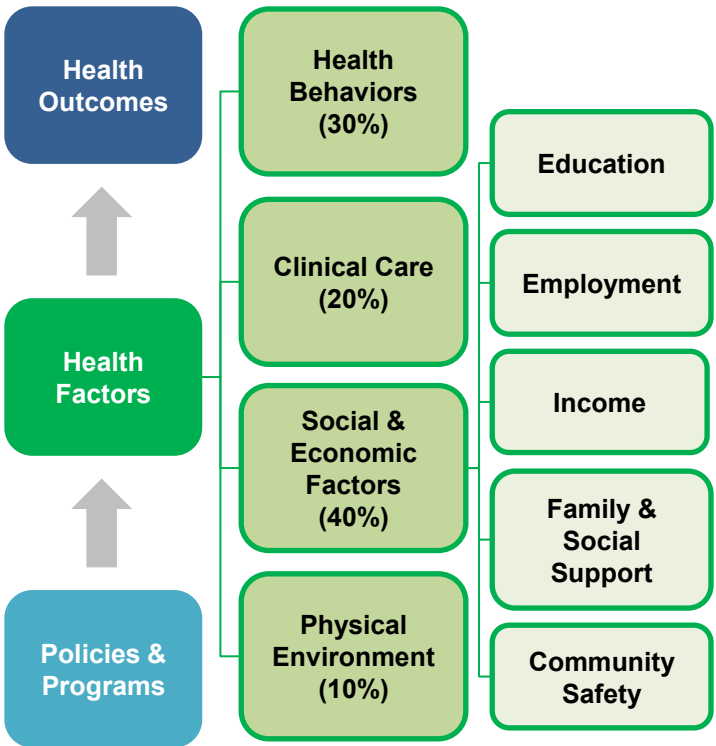 Health
Outcomes
Health
Factors
Policies &
Programs
Health
Behaviors
(30%)
Clinical Care
(20%)
Social &
Economic
Factors
(40%)
Physical
Environment
(10%)
Education
Employment
Income
Family &
Social
Support
Community
Safety